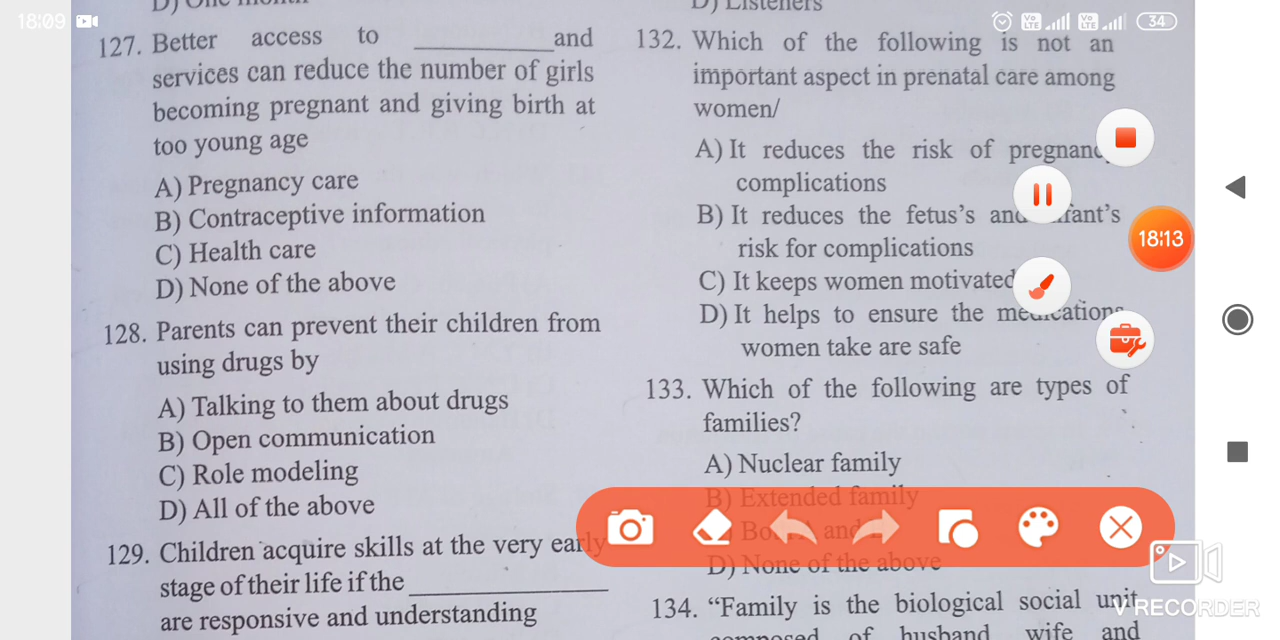 18:09
34
D) One month
127. Better access to __________and
services can reduce the number of girls
becoming pregnant and giving birth at
too young age
A) Pregnancy care
B) Contraceptive information
C) Health care
D) None of the above
128. Parents can prevent their children from
using drugs by
A) Talking to them about drugs
B) Open communication
C) Role modeling
D) All of the above
129. Children acquire skills at the very early
stage of their life if the ______________
are responsive and understanding
D) Listeners
132. Which of the following is not an
important aspect in prenatal care among
women/
A) It reduces the risk of
complications
B) It reduces the fetus's and
risk for complications
C) It keeps women motivated
D) It helps to ensure the medications
women take are safe
133. Which of the following are types of
families?
A) Nuclear family
B) Extended family
and
D) None of the above
134. “Family is the biological social unit
composed of husband wife and
18:13
V RECORDER